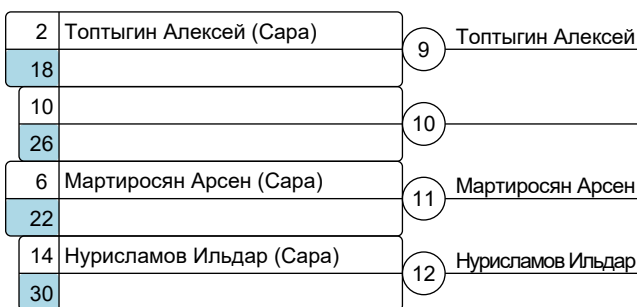 2 Топтыгин Алексей (Сара)
9 Топтыгин Алексей
18
10
10
26
6 Мартиросян Арсен (Сара)
11 Мартиросян Арсен
22
14 Нурисламов Ильдар (Сара)
12 Нурисламов Ильдар
30